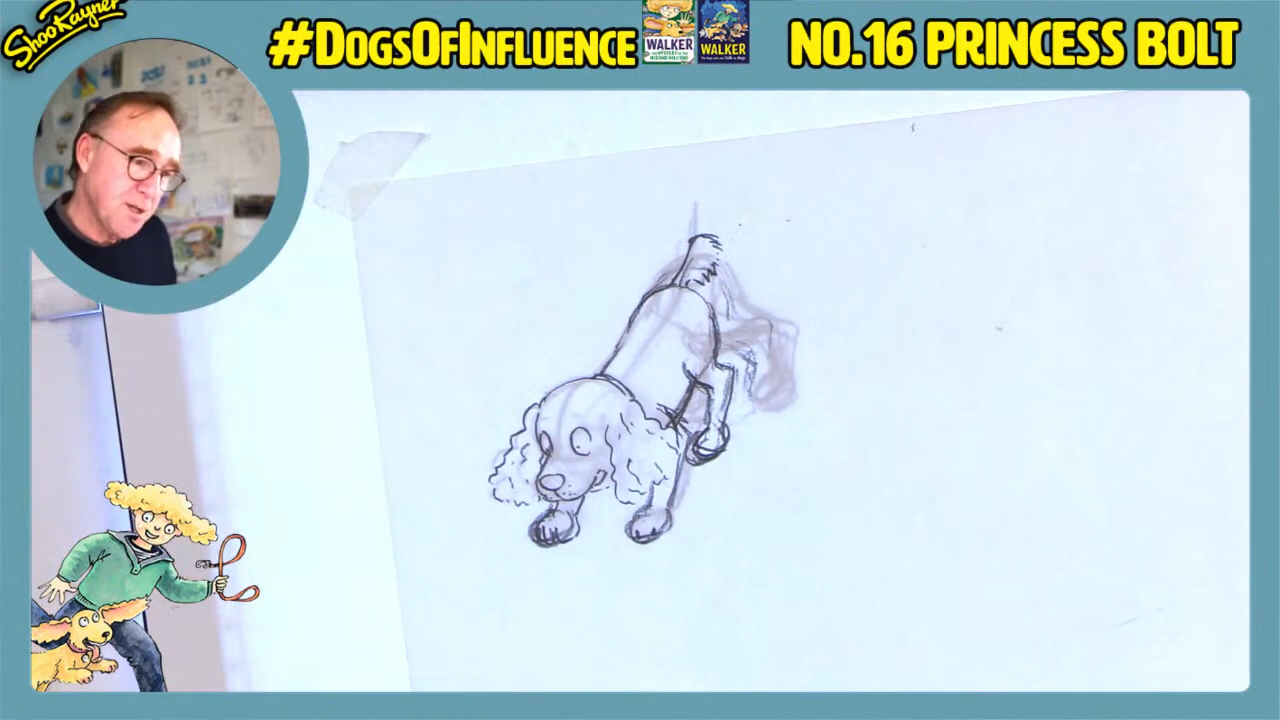 ShooRayner
#DogsOfInfluence
NO.16 PRINCESS BOLT
WALKER
WALKER